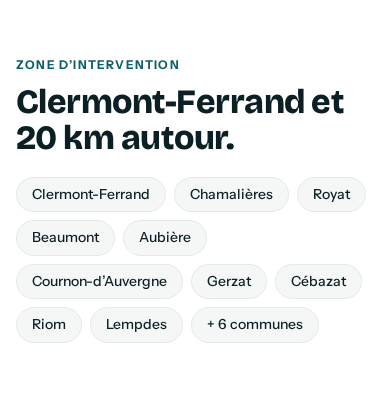 ZONE D'INTERVENTION
Clermont-Ferrand et
20 km autour.
Clermont-Ferrand Chamalières Royat
Beaumont Aubière
Cournon-d'Auvergne Gerzat Cébazat
Riom Lempdes + 6 communes